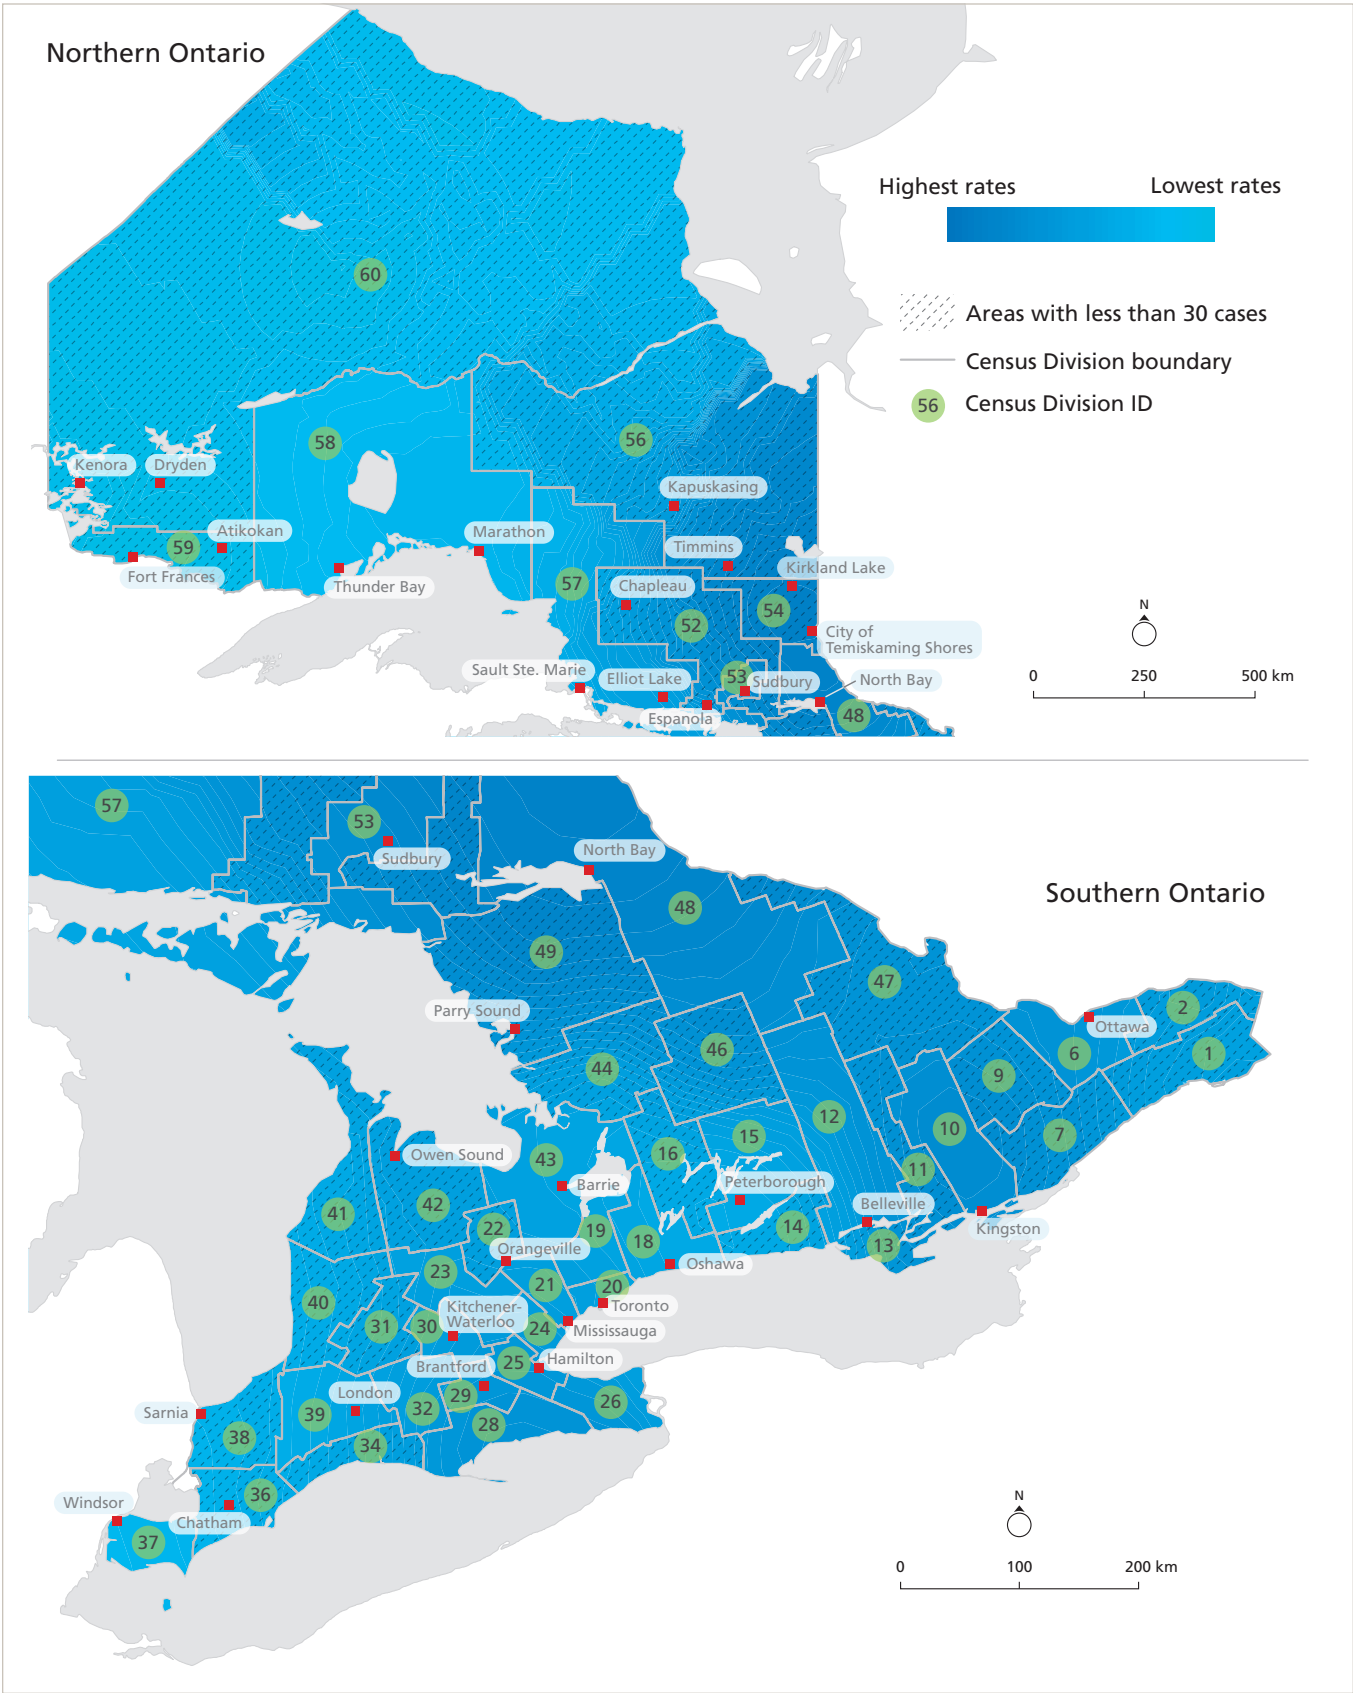 Northern Ontario
Highest rates
Lowest rates
Areas with less than 30 cases
Census Division boundary
56
Census Division ID
60
58
56
Kenora
Dryden
Kapuskasing
Atikokan
Marathon
59
Timmins
Fort Frances
Thunder Bay
57
Chapleau
Kirkland Lake
54
52
City of
Temiskaming Shores
Sault Ste. Marie
Elliot Lake
53
Sudbury
North Bay
Espanola
48
N
0
250
500 km
57
53
Sudbury
North Bay
Southern Ontario
48
49
47
Parry Sound
2
Ottawa
46
6
1
44
9
12
10
7
15
16
Owen Sound
43
11
Barrie
Peterborough
42
Belleville
41
22
19
18
14
Kingston
Orangeville
13
23
Oshawa
21
20
40
Kitchener-
Waterloo
Toronto
31
30
24
Mississauga
25
Hamilton
Brantford
London
29
26
Sarnia
39
32
28
38
34
36
Windsor
Chatham
37
N
0
100
200 km